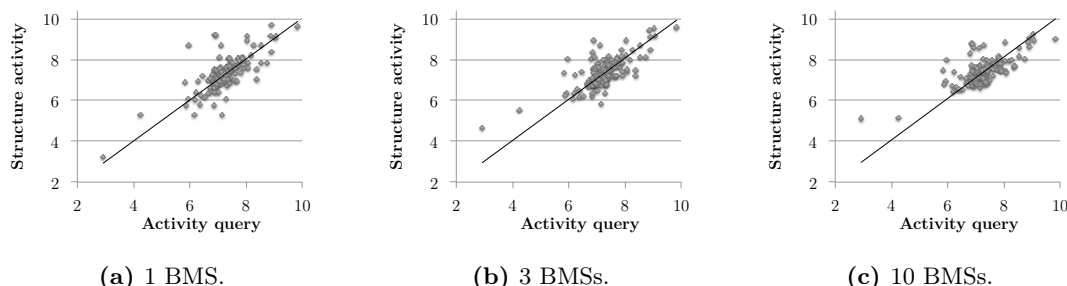 10
8
6
4
2
2 4 6 8 10
Structure activity
Activity query
(a) 1 BMS.
10
8
6
4
2
2 4 6 8 10
Structure activity
Activity query
(b) 3 BMSs.
10
8
6
4
2
2 4 6 8 10
Structure activity
Activity query
(c) 10 BMSs.